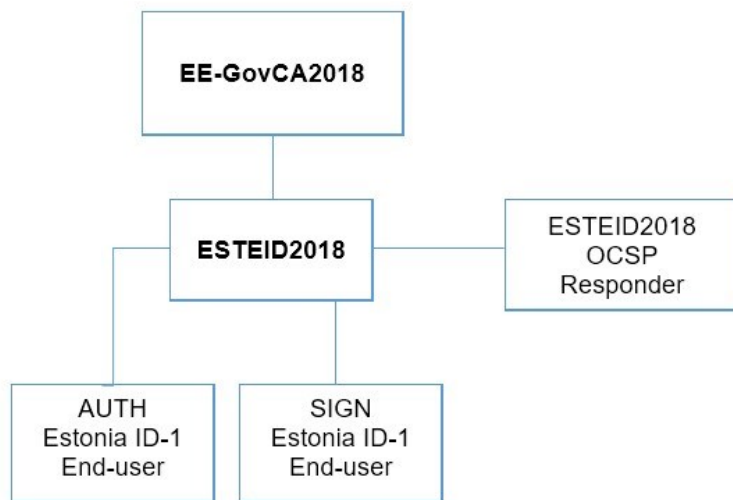 EE-GovCA2018
ESTEID2018
ESTEID2018
OCSP
Responder
AUTH
Estonia ID-1
End-user
SIGN
Estonia ID-1
End-user